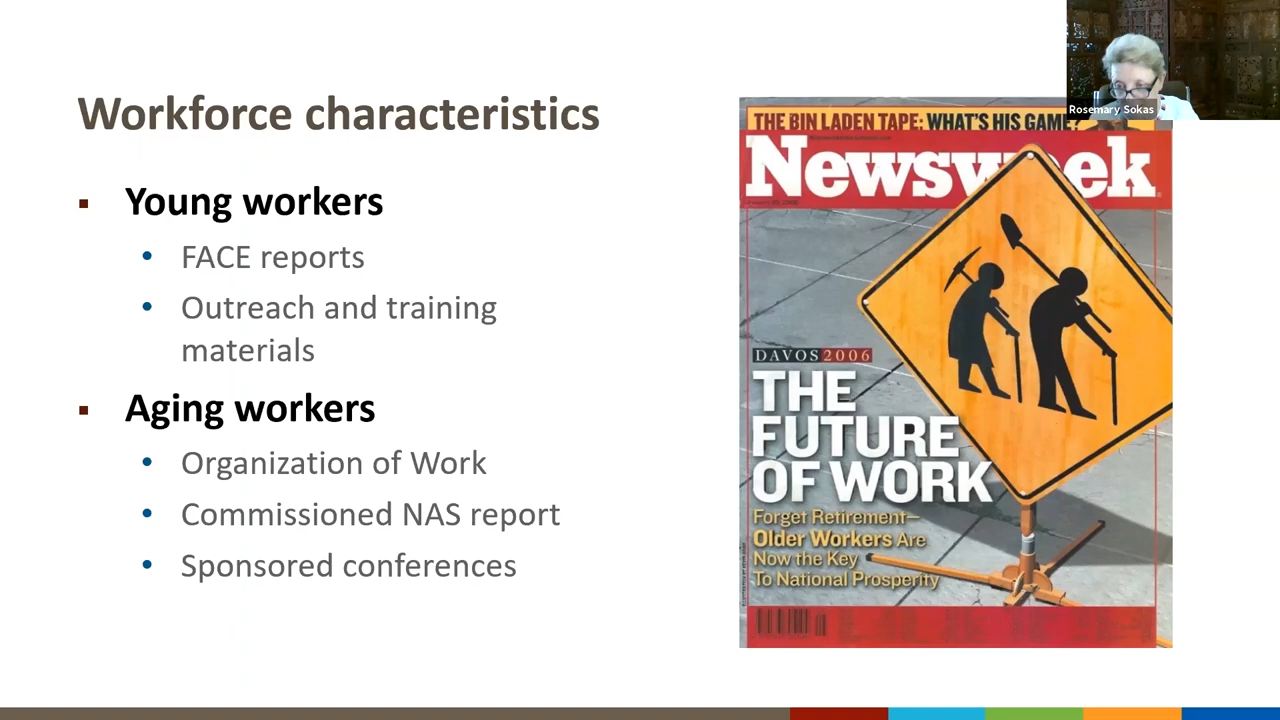 Workforce characteristics
Young workers
FACE reports
Outreach and training
materials
Aging workers
Organization of Work
Commissioned NAS report
Sponsored conferences
Rosemary Sokas
THE BIN LADEN TAPE: WHAT'S HIS GAME?
Newsweek
DAVOS 2006
THE
FUTURE
OF WORK
Forget Retirement—
Older Workers Are
Now the Key
To National Prosperity